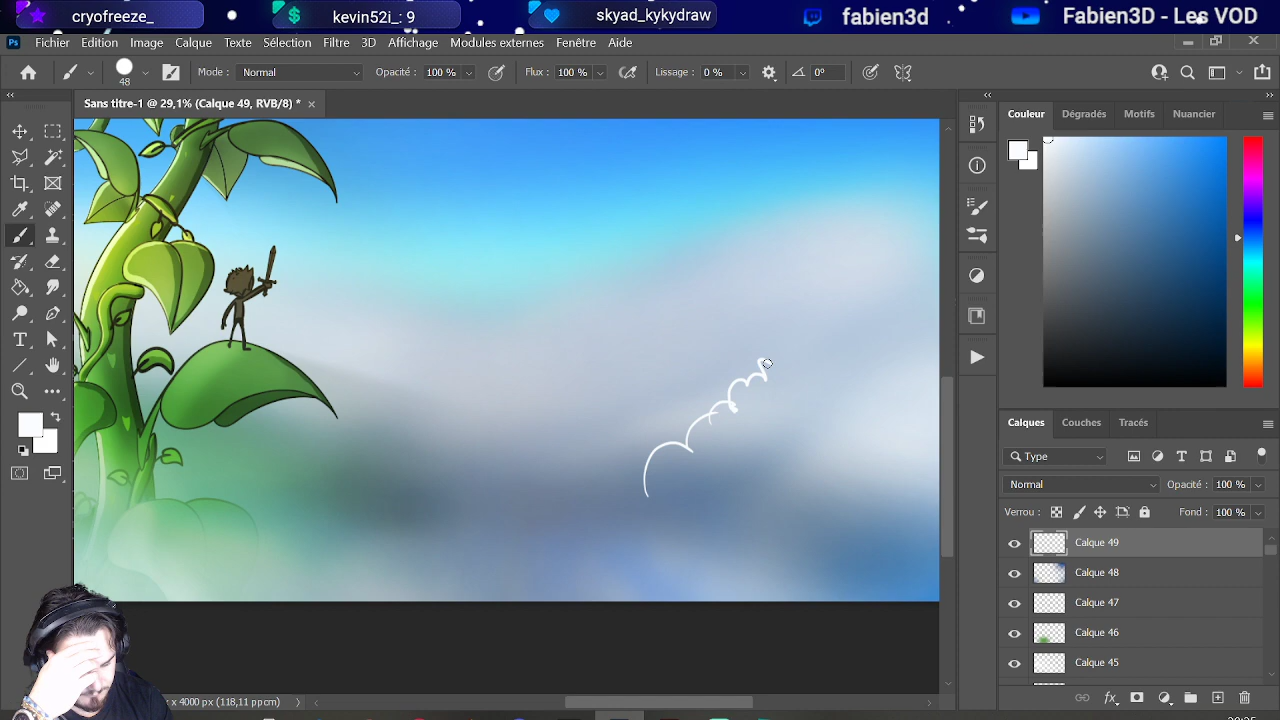 cryofreeze_
kevin52i_: 9
skyad_kykydraw
fabien3d
Fabien3D - Les VOD
Ps Fichier Edition Image Calque Texte Sélection Filtre 3D Affichage Modules externes Fenêtre Aide
48 Mode : Normal Opacité : 100 % Flux : 100 % Lissage : 0 % 0°
Sans titre-1 @ 29,1% (Calque 49, RVB/8) *
Couleur Dégradés Motifs Nuancier
Calques Couches Tracés
Type
Normal Opacité : 100 %
Verrou : Fond : 100 %
Calque 49
Calque 48
Calque 47
Calque 46
Calque 45
x 4000 px (118,11 ppcm)